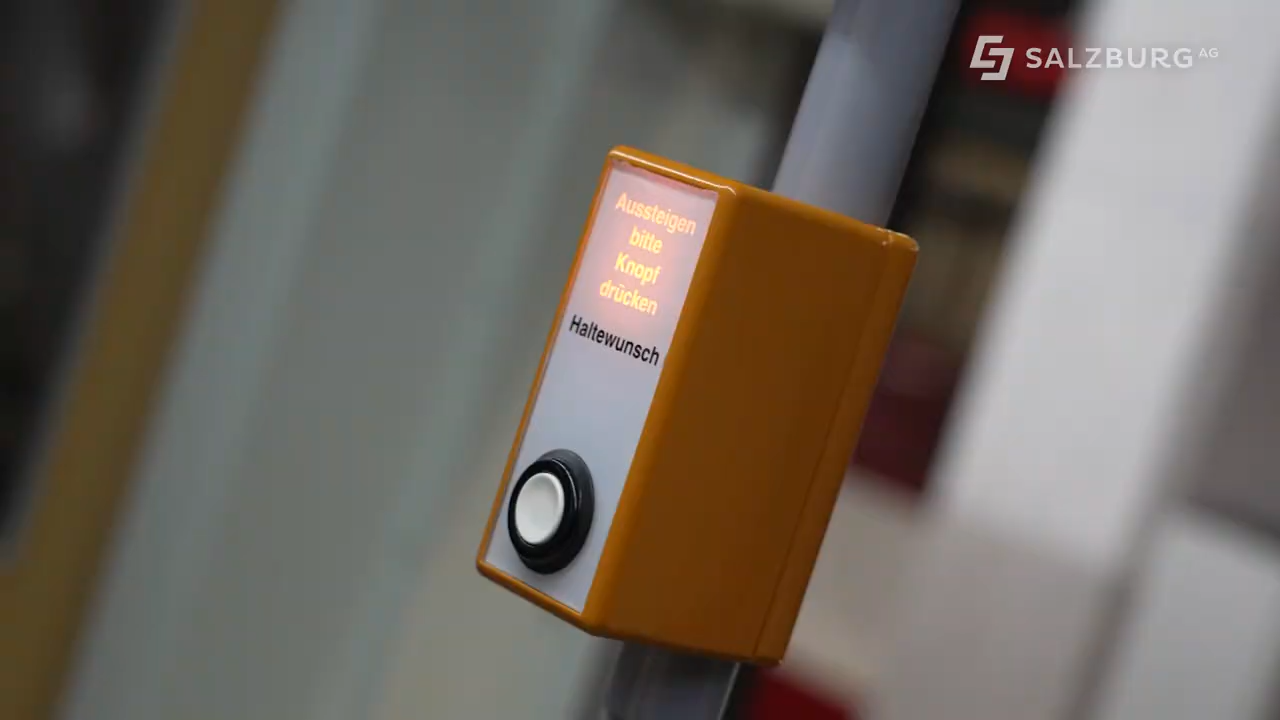 SALZBURG AG
Aussteigen
bitte
Knopf
drücken
Haltewunsch